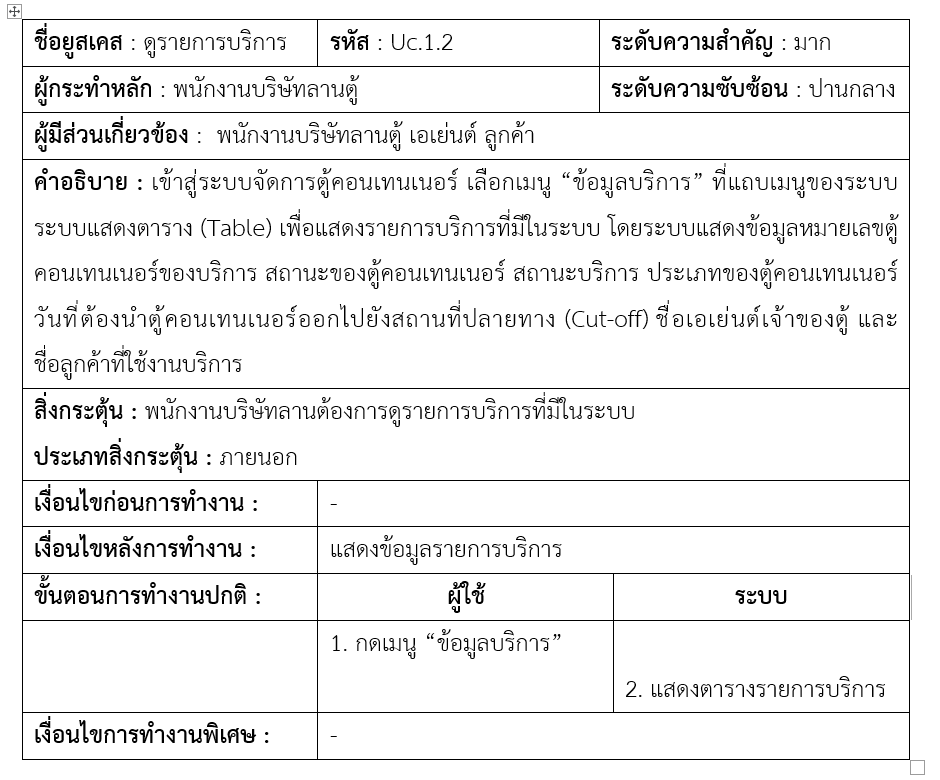 ชื่อยูสเคส : ดูรายการบริการ รหัส : Uc.1.2 ระดับความสำคัญ : มาก
ผู้กระทำหลัก : พนักงานบริษัทลานตู้ ระดับความซับซ้อน : ปานกลาง
ผู้มีส่วนเกี่ยวข้อง : พนักงานบริษัทลานตู้ เอเย่นต์ ลูกค้า
คำอธิบาย : เข้าสู่ระบบจัดการตู้คอนเทนเนอร์ เลือกเมนู “ข้อมูลบริการ” ที่แถบเมนูของระบบ
ระบบแสดงตาราง (Table) เพื่อแสดงรายการบริการที่มีในระบบ โดยระบบแสดงข้อมูลหมายเลขตู้
คอนเทนเนอร์ของบริการ สถานะของตู้คอนเทนเนอร์ สถานะบริการ ประเภทของตู้คอนเทนเนอร์
วันที่ต้องนำตู้คอนเทนเนอร์ออกไปยังสถานที่ปลายทาง (Cut-off) ชื่อเอเย่นต์เจ้าของตู้ และ
ชื่อลูกค้าที่ใช้งานบริการ
สิ่งกระตุ้น : พนักงานบริษัทลานต้องการดูรายการบริการที่มีในระบบ
ประเภทสิ่งกระตุ้น : ภายนอก
เงื่อนไขก่อนการทำงาน : -
เงื่อนไขหลังการทำงาน : แสดงข้อมูลรายการบริการ
ขั้นตอนการทำงานปกติ : ผู้ใช้ ระบบ
1. กดเมนู “ข้อมูลบริการ”
2. แสดงตารางรายการบริการ
เงื่อนไขการทำงานพิเศษ : -